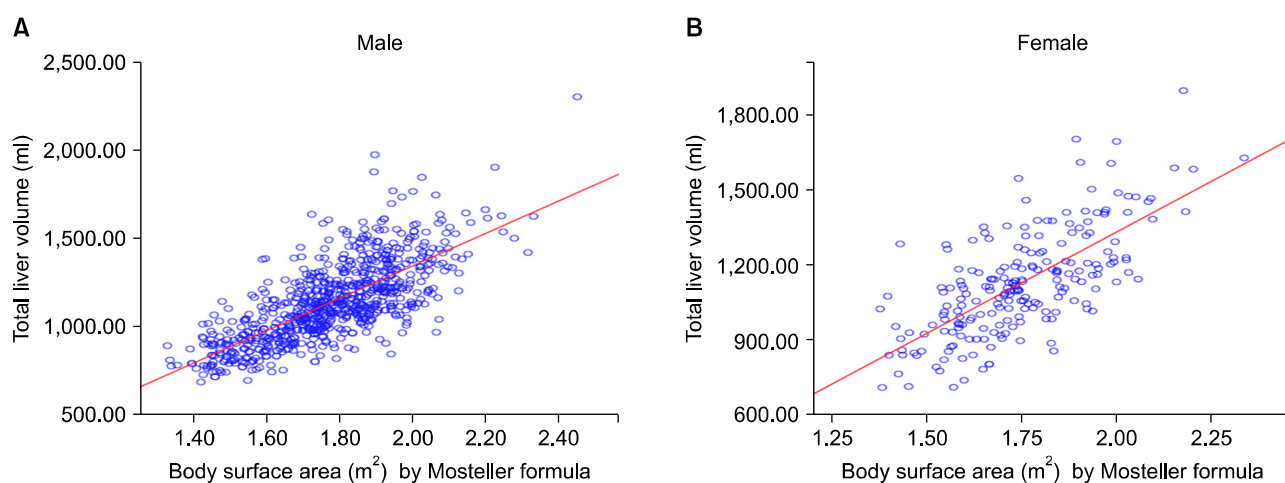 A
Male
2,500.00
2,000.00
1,500.00
1,000.00
500.00
Total liver volume (ml)
1.40 1.60 1.80 2.00 2.20 2.40
Body surface area (m²) by Mosteller formula
B
Female
1,800.00
1,500.00
1,200.00
900.00
600.00
Total liver volume (ml)
1.25 1.50 1.75 2.00 2.25
Body surface area (m²) by Mosteller formula